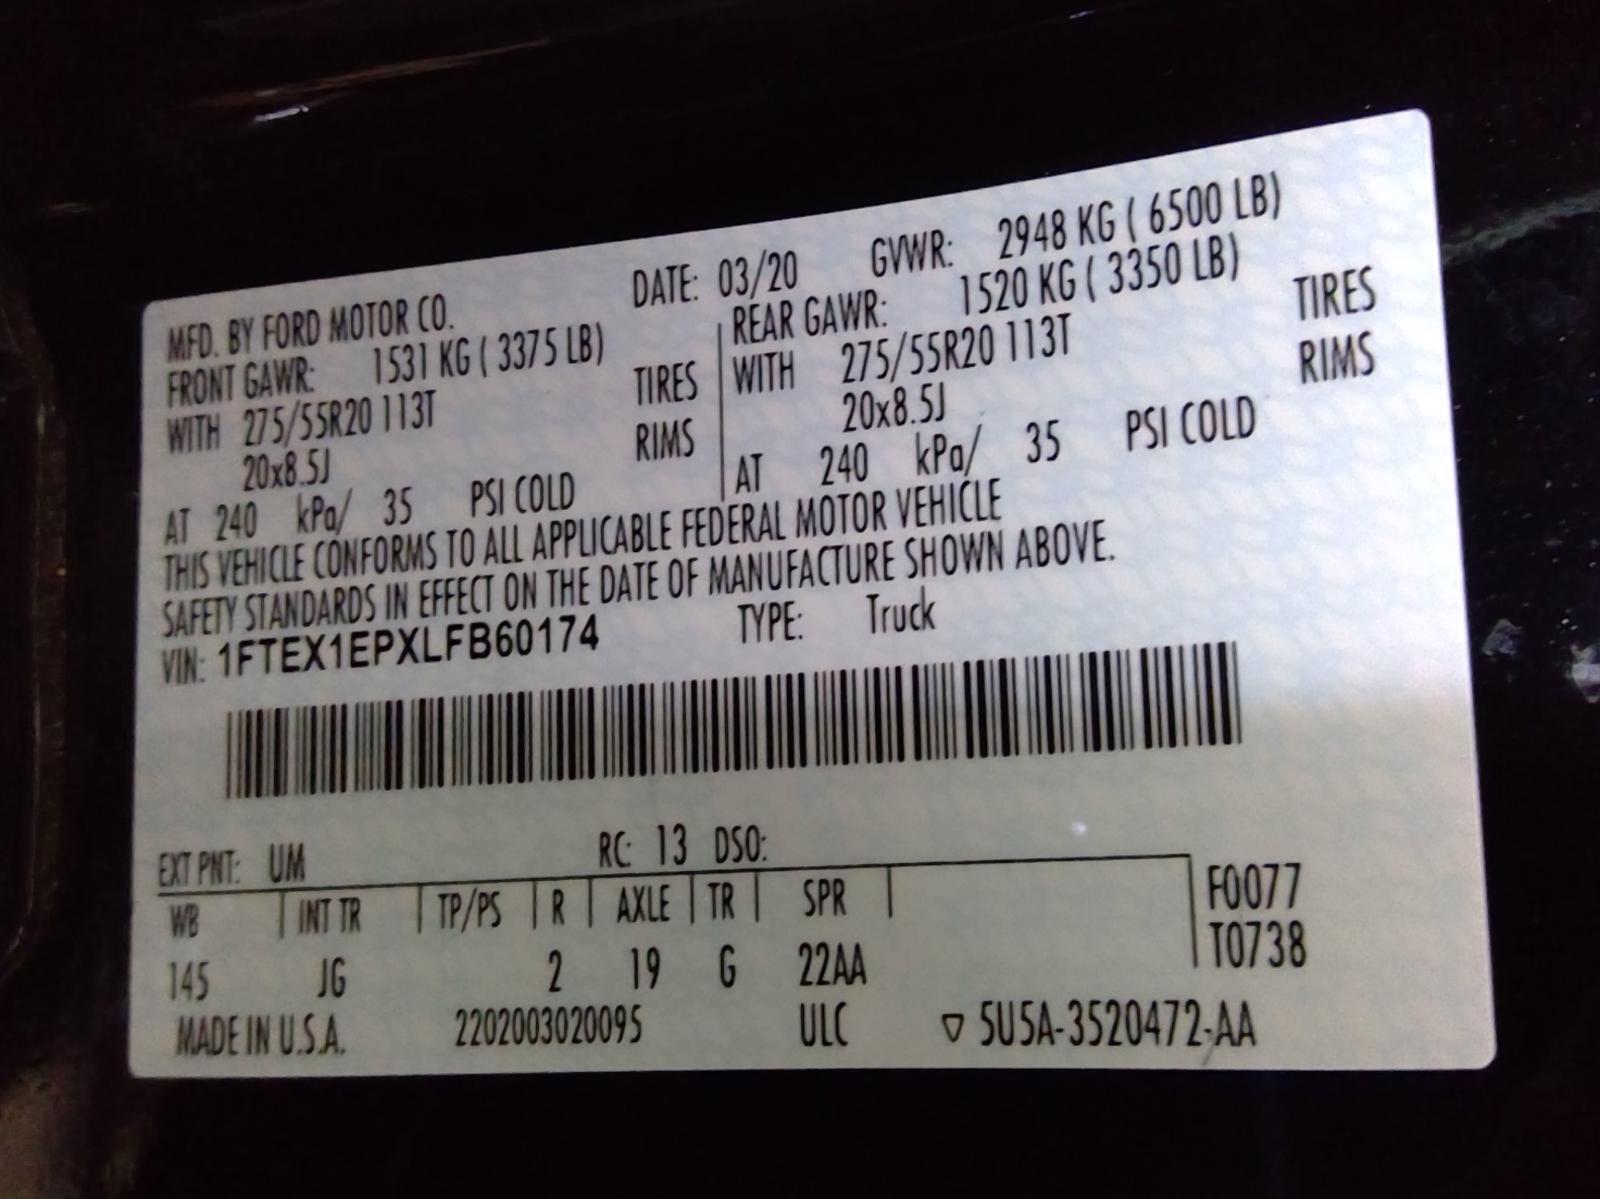 MFD. BY FORD MOTOR CO.
DATE: 03/20 GVWR: 2948 KG ( 6500 LB)
FRONT GAWR: 1531 KG ( 3375 LB)
WITH 275/55R20 113T TIRES
20x8.5J RIMS
AT 240 kPa/ 35 PSI COLD
REAR GAWR: 1520 KG ( 3350 LB)
WITH 275/55R20 113T TIRES
20x8.5J RIMS
AT 240 kPa/ 35 PSI COLD
THIS VEHICLE CONFORMS TO ALL APPLICABLE FEDERAL MOTOR VEHICLE
SAFETY STANDARDS IN EFFECT ON THE DATE OF MANUFACTURE SHOWN ABOVE.
VIN: 1FTEX1EPXLFB60174 TYPE: Truck
EXT PNT: UM RC: 13 DSO:
WB INT TR TP/PS R AXLE TR SPR F0077
145 JG 2 19 G 22AA T0738
MADE IN U.S.A. 2202003020095 ULC ▽ 5U5A-3520472-AA